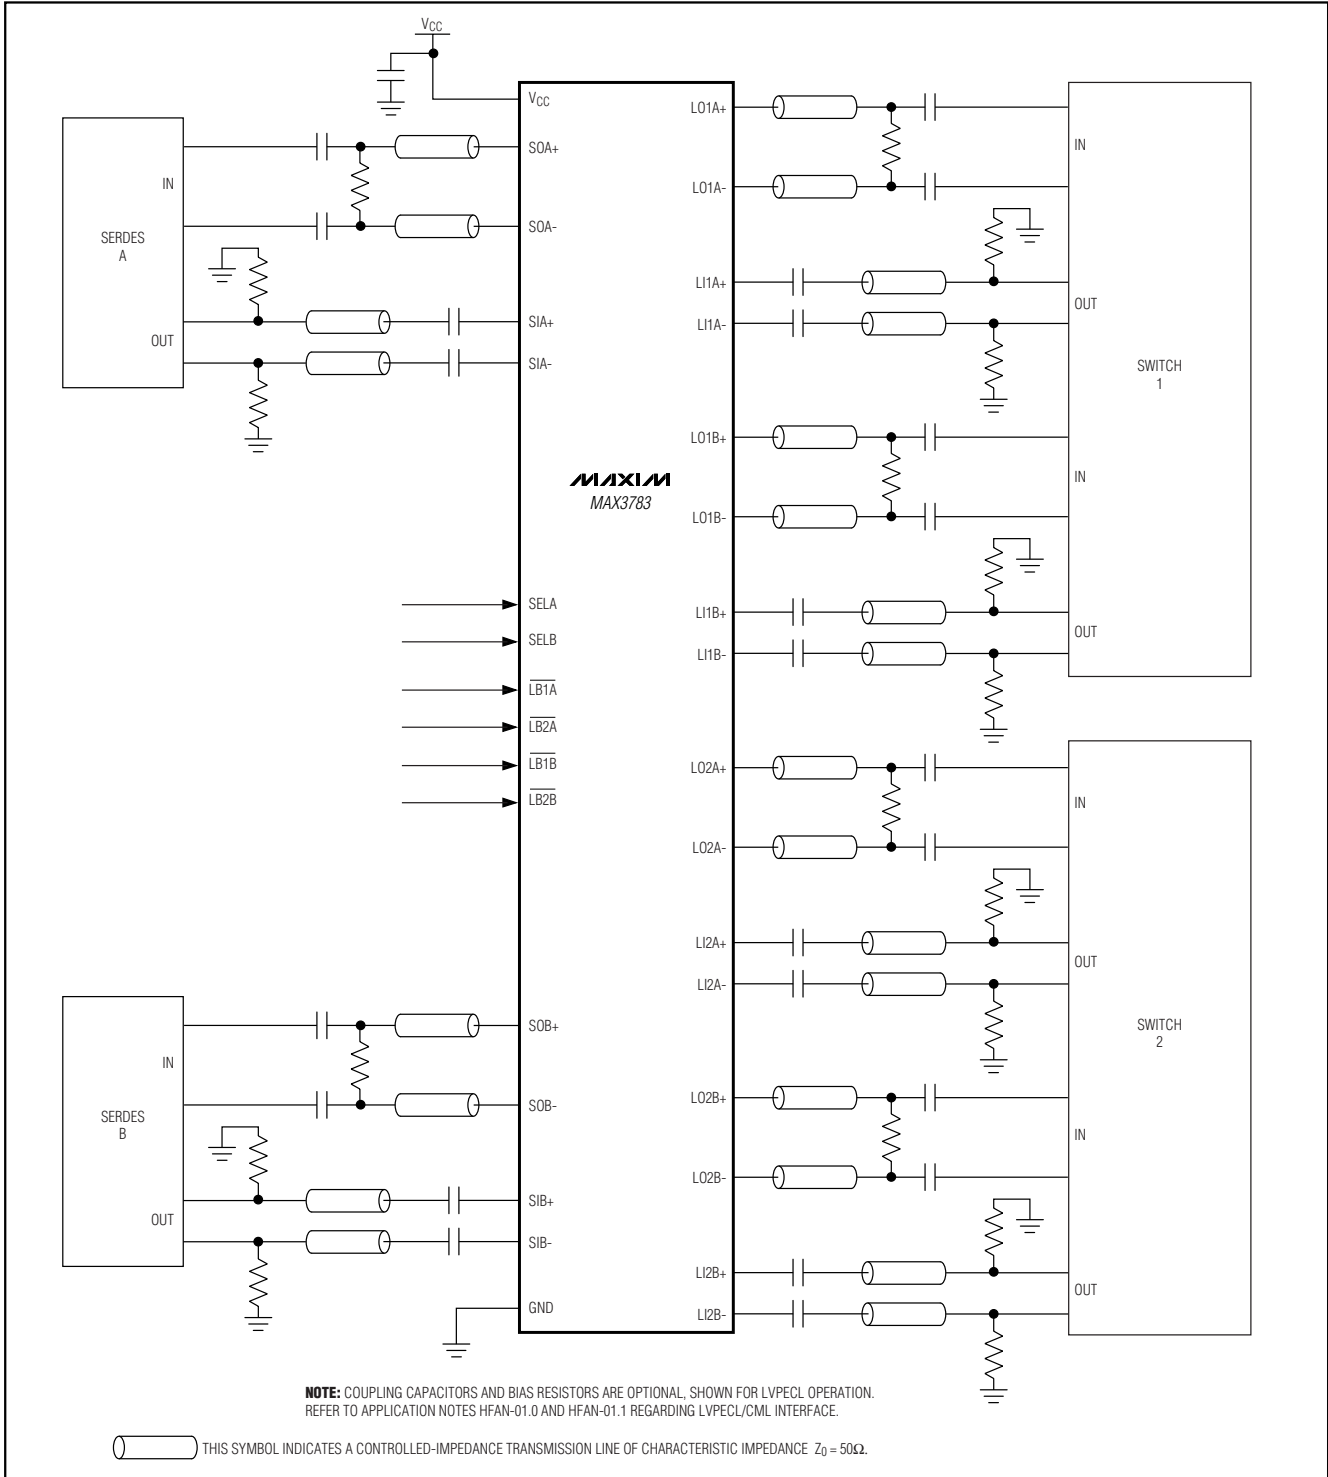 VCC
VCC
SOA+
SOA-
SIA+
SIA-
SERDES
A
IN
OUT
LO1A+
LO1A-
LI1A+
LI1A-
LO1B+
LO1B-
LI1B+
LI1B-
IN
OUT
IN
OUT
SWITCH
1
MAXIM
MAX3783
SELA
SELB
LB1A
LB2A
LB1B
LB2B
LO2A+
LO2A-
LI2A+
LI2A-
LO2B+
LO2B-
LI2B+
LI2B-
IN
OUT
IN
OUT
SWITCH
2
SERDES
B
IN
OUT
SOB+
SOB-
SIB+
SIB-
GND
NOTE: COUPLING CAPACITORS AND BIAS RESISTORS ARE OPTIONAL, SHOWN FOR LVPECL OPERATION.
REFER TO APPLICATION NOTES HFAN-01.0 AND HFAN-01.1 REGARDING LVPECL/CML INTERFACE.
THIS SYMBOL INDICATES A CONTROLLED-IMPEDANCE TRANSMISSION LINE OF CHARACTERISTIC IMPEDANCE Z0 = 50Ω.